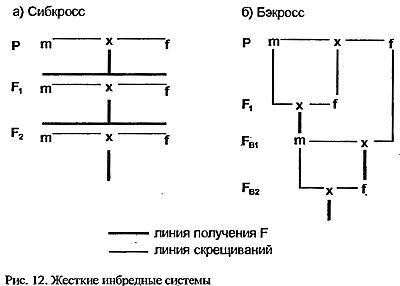 а) Сибкросс
б) Бэкросс
P m x f
P m x f
F1 m x f
F1 x f
F2 m x f
FB1 m x
FB2 x f
линия получения F
линия скрещиваний
Рис. 12. Жесткие инбредные системы